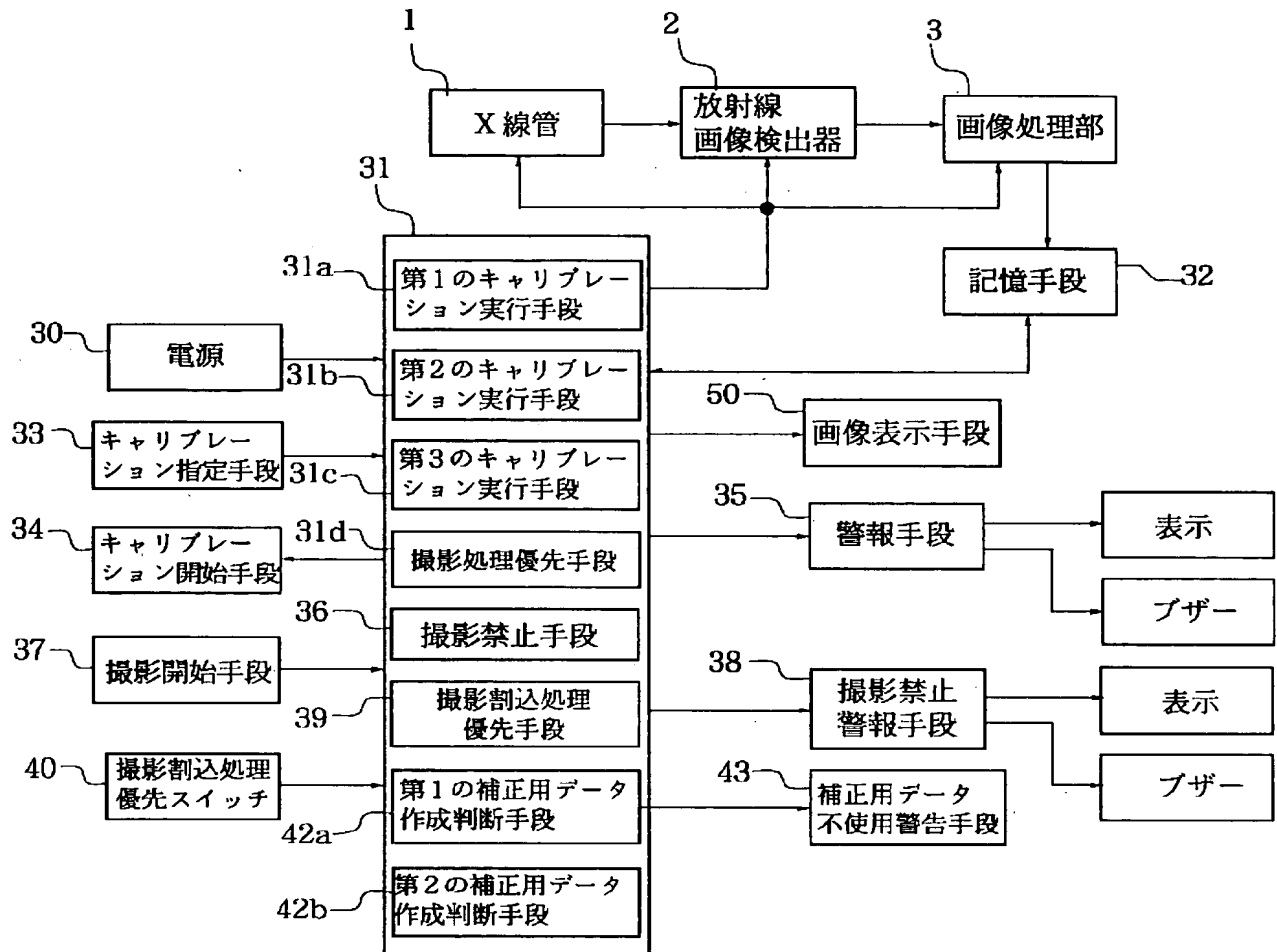 1
2
3
X線管
放射線
画像検出器
画像処理部
31
31a
第1のキャリブレー
ション実行手段
記憶手段
32
30
電源
31b
第2のキャリブレー
ション実行手段
50
画像表示手段
33
キャリブレー
ション指定手段
31c
第3のキャリブレー
ション実行手段
35
警報手段
表示
ブザー
34
キャリブレー
ション開始手段
31d
撮影処理優先手段
36
撮影禁止手段
37
撮影開始手段
38
撮影禁止
警報手段
表示
ブザー
39
撮影割込処理
優先手段
40
撮影割込処理
優先スイッチ
42a
第1の補正用データ
作成判断手段
43
補正用データ
不使用警告手段
42b
第2の補正用データ
作成判断手段